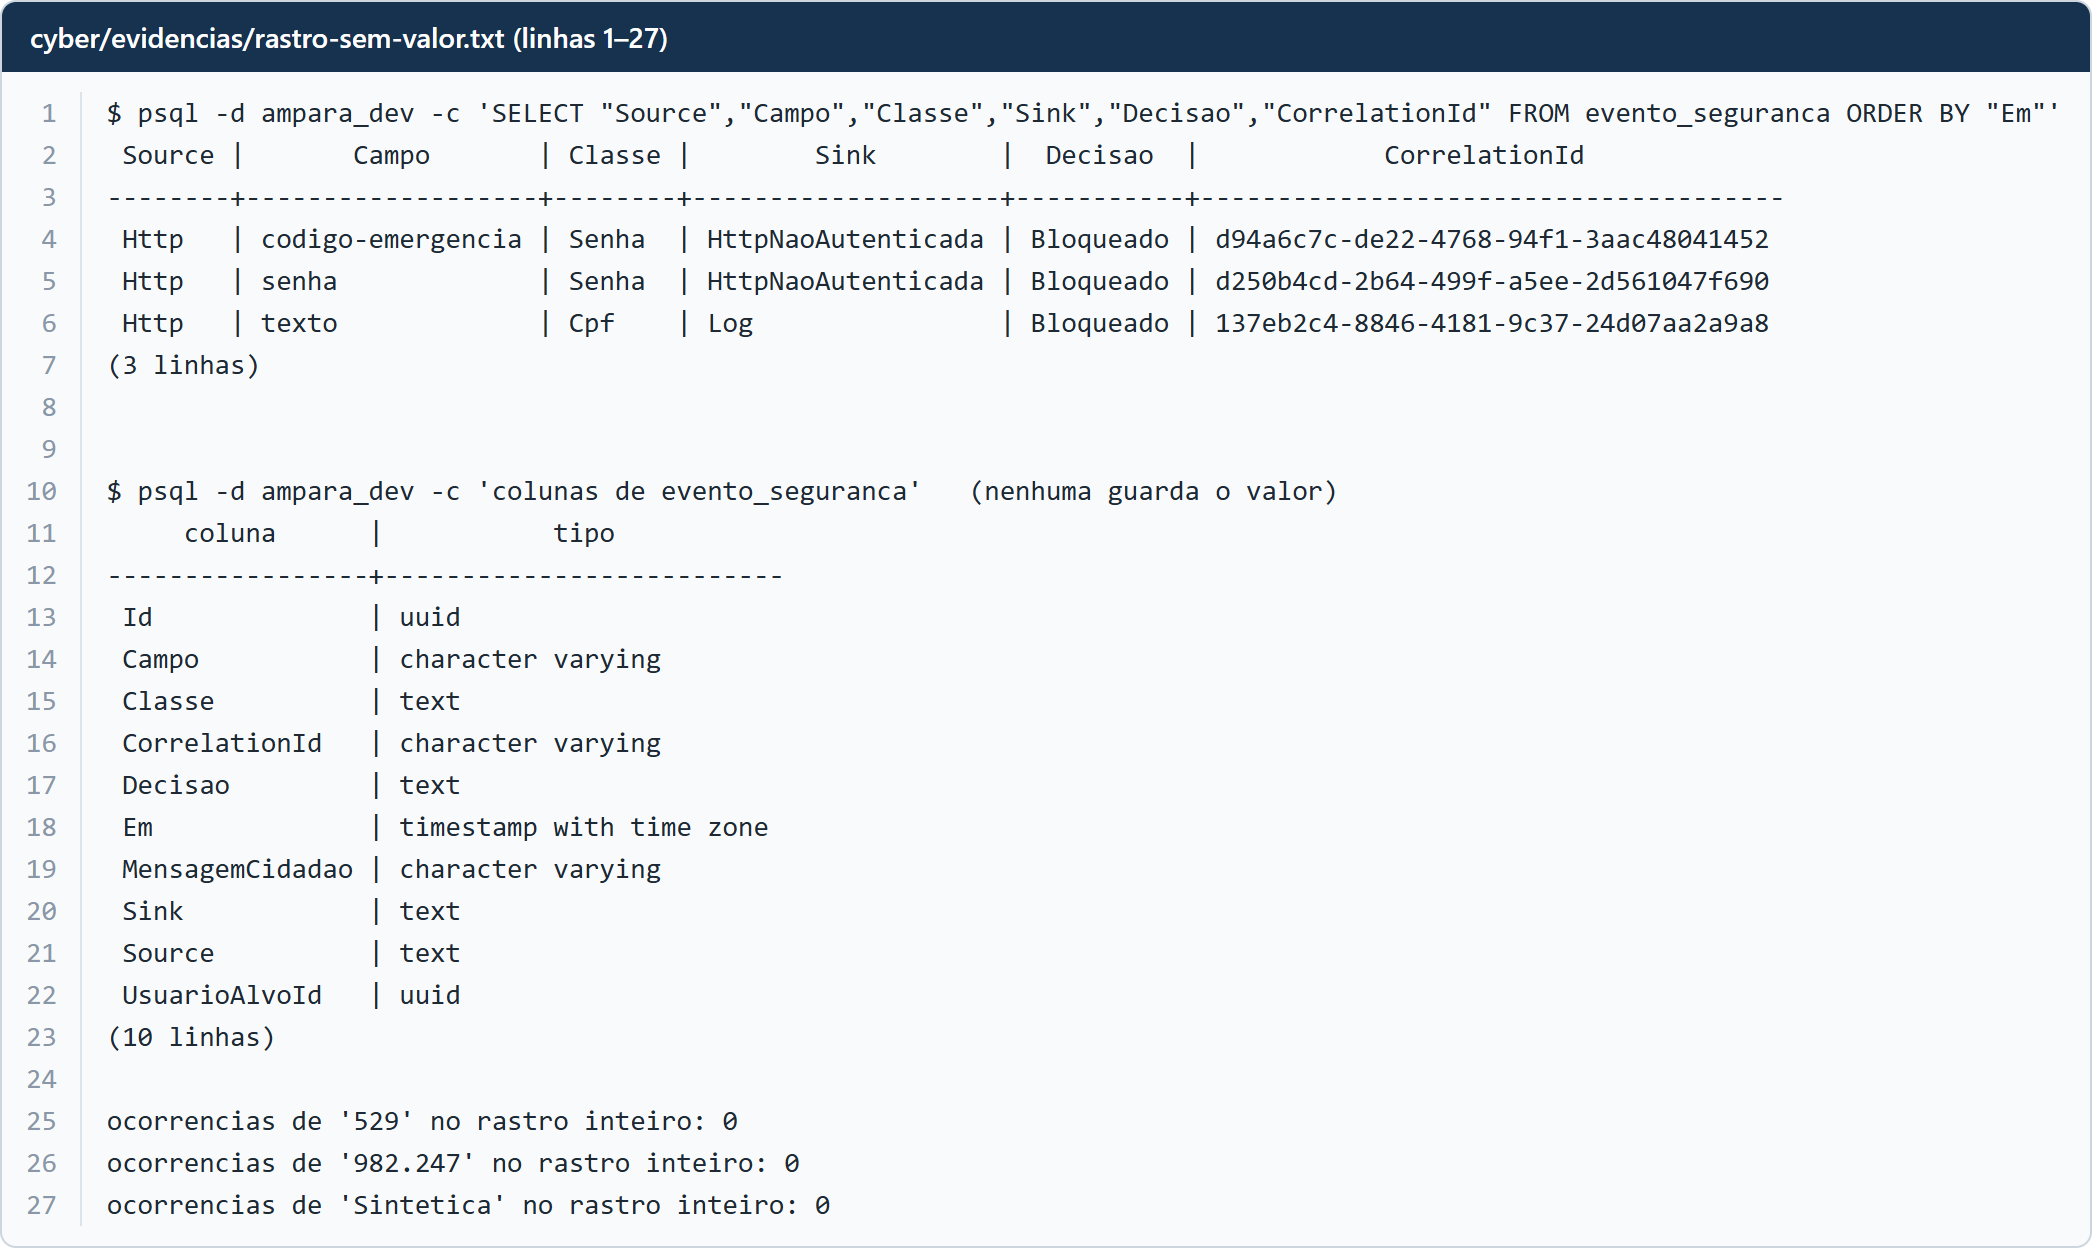 cyber/evidencias/rastro-sem-valor.txt (linhas 1–27)
1 $ psql -d ampara_dev -c 'SELECT "Source","Campo","Classe","Sink","Decisao","CorrelationId" FROM evento_seguranca ORDER BY "Em"'
2  Source |       Campo       | Classe |        Sink        |  Decisao  |            CorrelationId
3 --------+-------------------+--------+--------------------+-----------+--------------------------------------
4  Http   | codigo-emergencia | Senha  | HttpNaoAutenticada | Bloqueado | d94a6c7c-de22-4768-94f1-3aac48041452
5  Http   | senha             | Senha  | HttpNaoAutenticada | Bloqueado | d250b4cd-2b64-499f-a5ee-2d561047f690
6  Http   | texto             | Cpf    | Log                | Bloqueado | 137eb2c4-8846-4181-9c37-24d07aa2a9a8
7 (3 linhas)
8
9
10 $ psql -d ampara_dev -c 'colunas de evento_seguranca'   (nenhuma guarda o valor)
11      coluna      |           tipo
12 -----------------+--------------------------
13  Id              | uuid
14  Campo           | character varying
15  Classe          | text
16  CorrelationId   | character varying
17  Decisao         | text
18  Em              | timestamp with time zone
19  MensagemCidadao | character varying
20  Sink            | text
21  Source          | text
22  UsuarioAlvoId   | uuid
23 (10 linhas)
24
25 ocorrencias de '529' no rastro inteiro: 0
26 ocorrencias de '982.247' no rastro inteiro: 0
27 ocorrencias de 'Sintetica' no rastro inteiro: 0